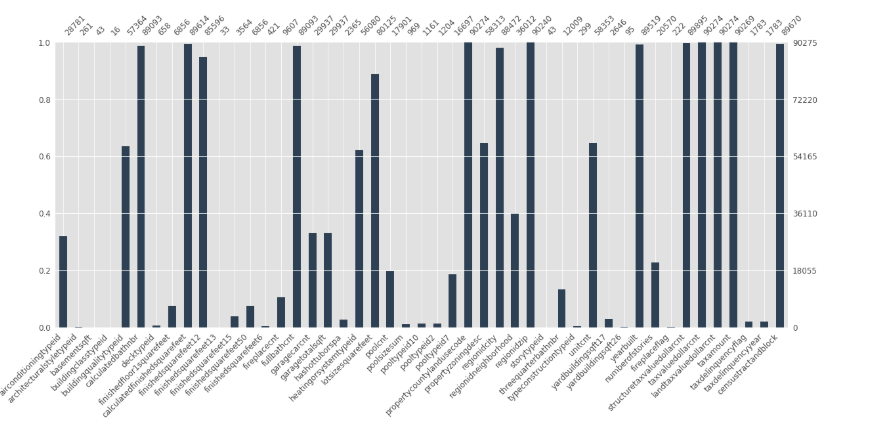 28781 261 43 16 57364 89093 658 6856 89614 85596 33 3564 6856 421 9607 89093 29937 29937 2365 56080 80125 17901 969 1161 1204 16697 90274 58313 88472 36012 90240 43 12009 299 58353 2646 95 89519 20570 222 89895 90274 90274 90269 1783 1783 89670
1.0 90275
0.8 72220
0.6 54165
0.4 36110
0.2 18055
0.0 0
airconditioningtypeid
architecturalstyletypeid
basementsqft
buildingclasstypeid
buildingqualitytypeid
calculatedbathnbr
decktypeid
finishedfloor1squarefeet
calculatedfinishedsquarefeet
finishedsquarefeet12
finishedsquarefeet13
finishedsquarefeet15
finishedsquarefeet50
finishedsquarefeet6
fireplacecnt
fullbathcnt
garagecarcnt
garagetotalsqft
hashottuborspa
heatingorsystemtypeid
lotsizesquarefeet
poolcnt
poolsizesum
pooltypeid10
pooltypeid2
pooltypeid7
propertycountylandusecode
propertyzoningdesc
regionidcity
regionidneighborhood
regionidzip
storytypeid
threequarterbathnbr
typeconstructiontypeid
unitcnt
yardbuildingsqft17
yardbuildingsqft26
yearbuilt
numberofstories
fireplaceflag
structuretaxvaluedollarcnt
taxvaluedollarcnt
landtaxvaluedollarcnt
taxamount
taxdelinquencyflag
taxdelinquencyyear
censustractandblock